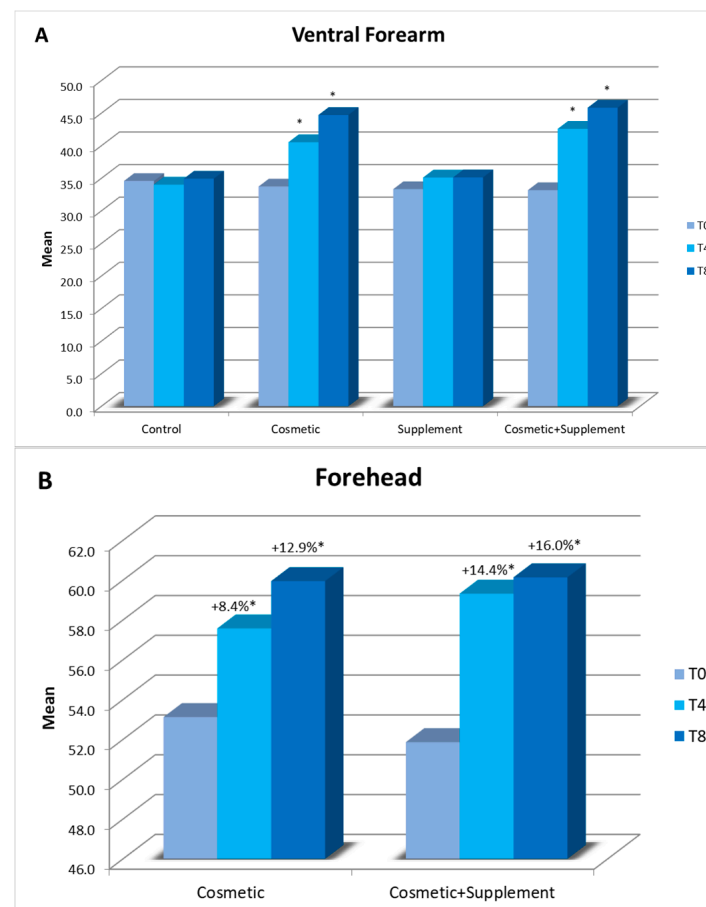 A
Ventral Forearm
50.0
45.0
40.0
35.0
30.0
25.0
20.0
15.0
10.0
5.0
0.0
Mean
* * * *
T0
T4
T8
Control Cosmetic Supplement Cosmetic+Supplement
B
Forehead
62.0
60.0
58.0
56.0
54.0
52.0
50.0
48.0
46.0
Mean
+8.4%* +12.9%* +14.4%* +16.0%*
T0
T4
T8
Cosmetic Cosmetic+Supplement